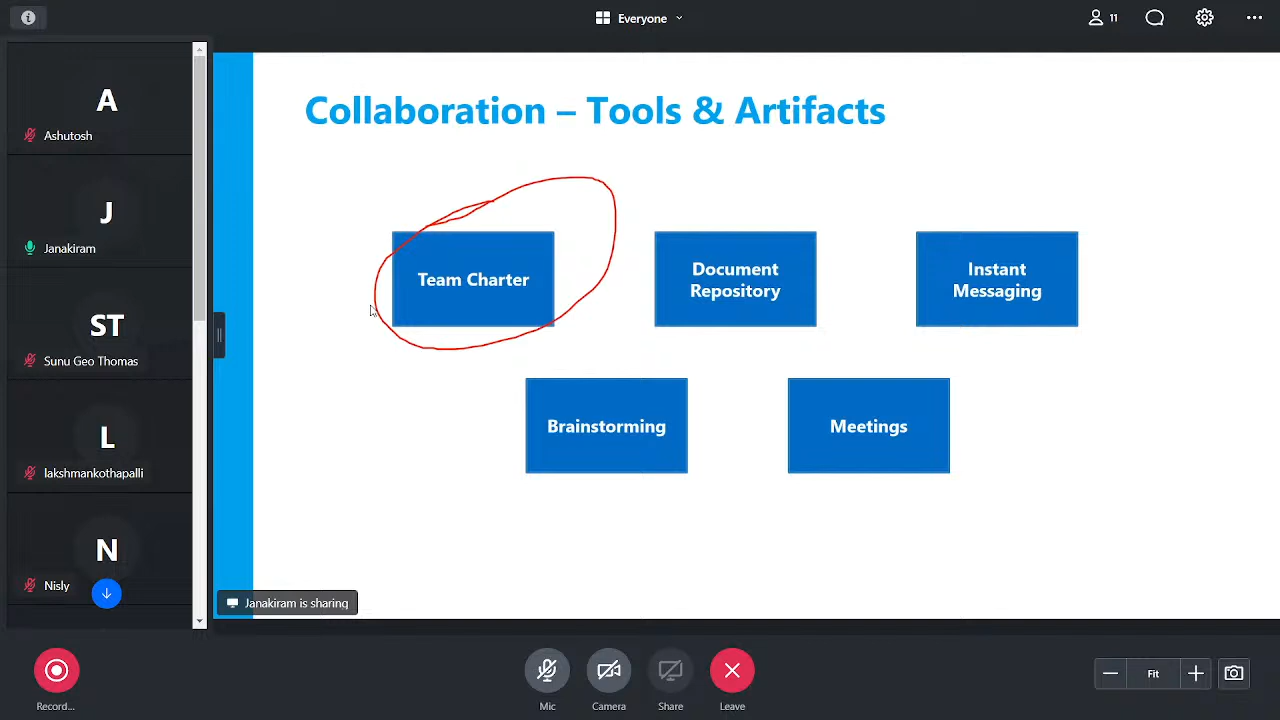 Everyone
11
A
Ashutosh
J
Janakiram
ST
Sunu Geo Thomas
L
lakshmankothapalli
N
Nisly
Collaboration – Tools & Artifacts
Team Charter
Document
Repository
Instant
Messaging
Brainstorming
Meetings
Janakiram is sharing
Record...
Mic
Camera
Share
Leave
Fit